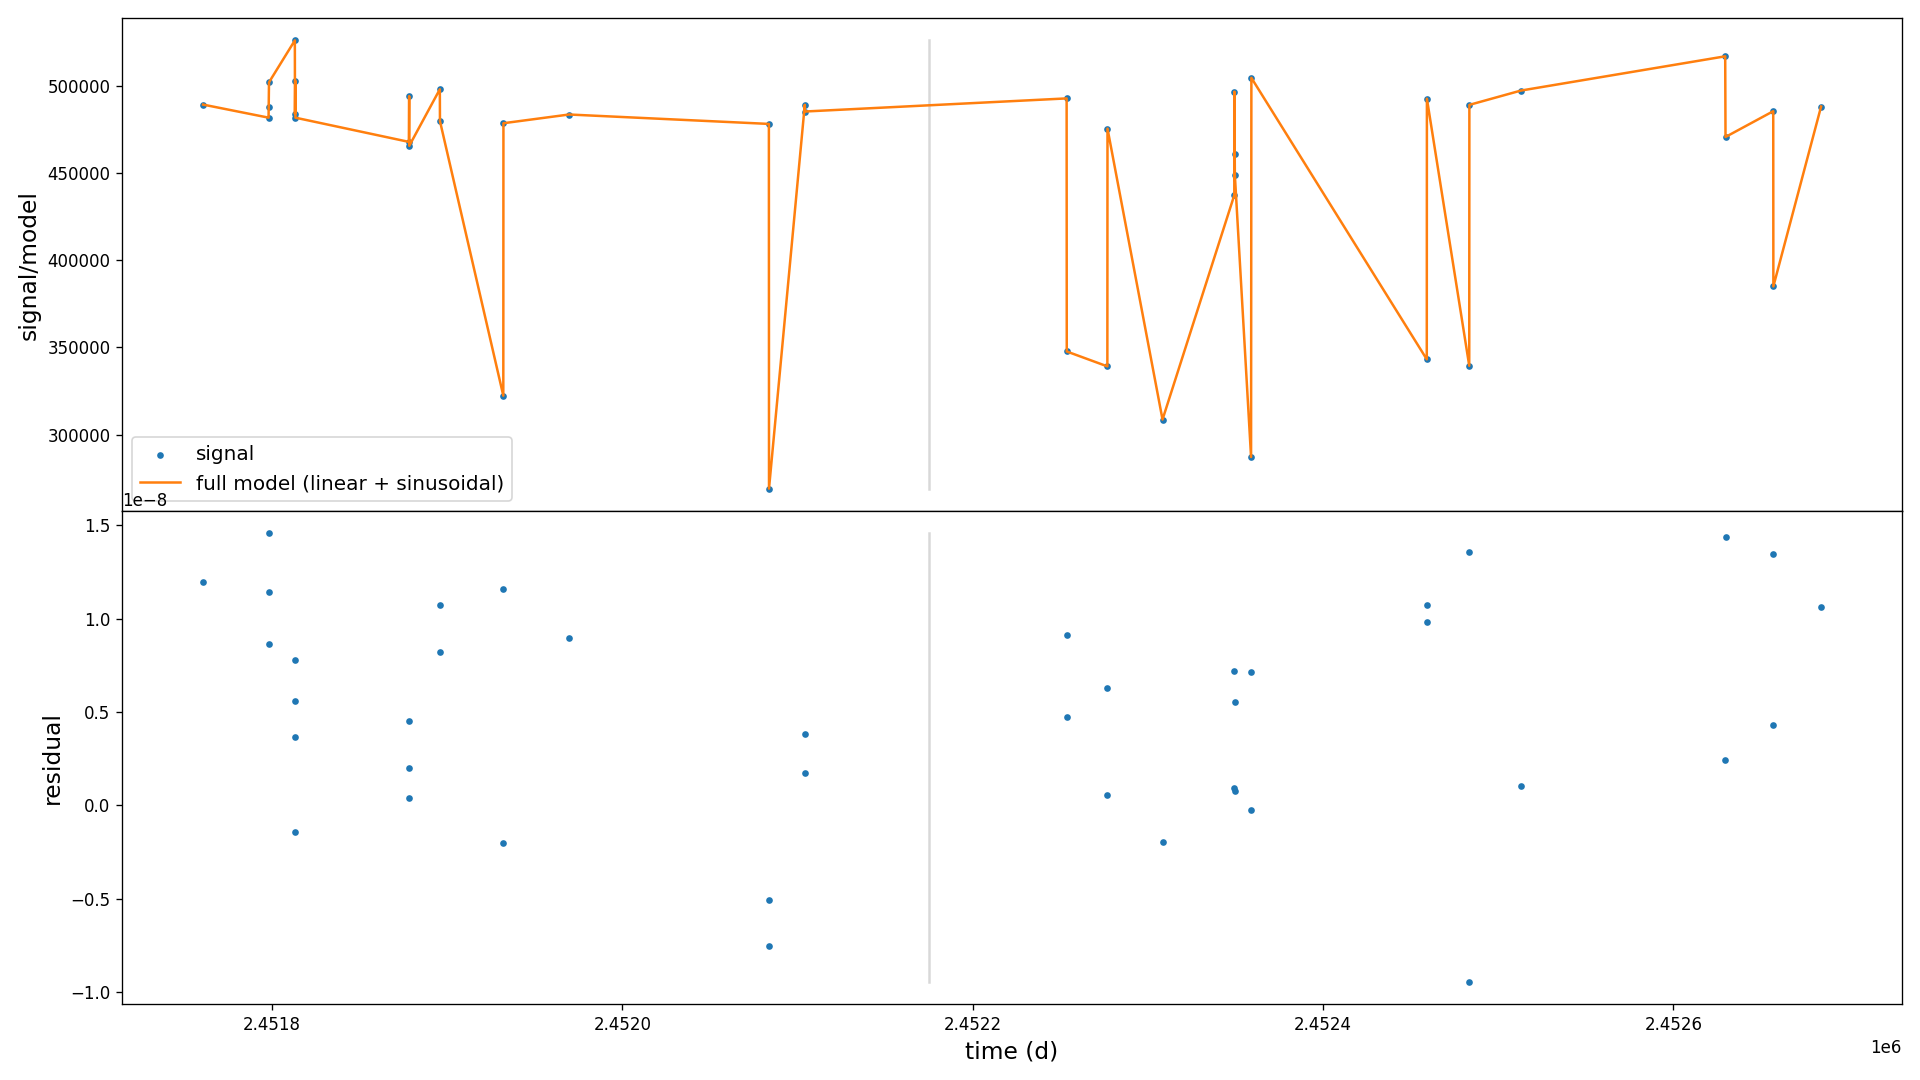 500000
450000
400000
350000
300000
signal/model
signal
full model (linear + sinusoidal)
1e−8
1.5
1.0
0.5
0.0
−0.5
−1.0
residual
2.4518
2.4520
2.4522
2.4524
2.4526
1e6
time (d)